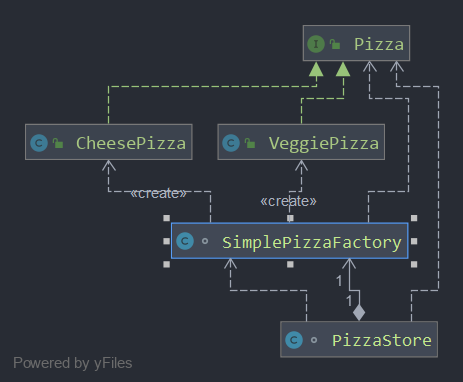 I Pizza
C CheesePizza
C VeggiePizza
«create»
«create»
C SimplePizzaFactory
1
1
C PizzaStore
Powered by yFiles